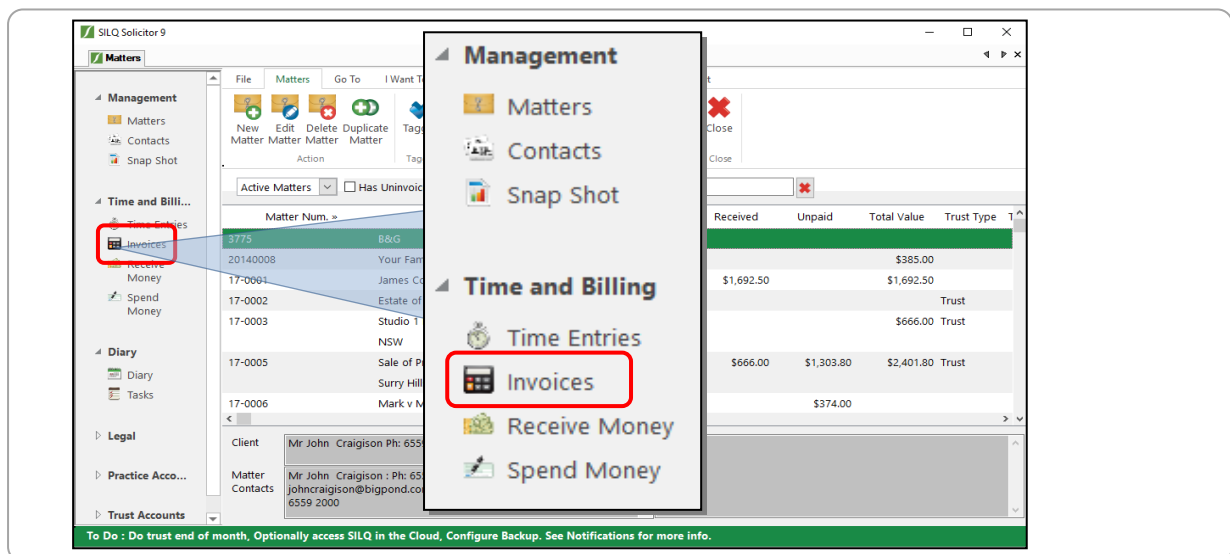 SILQ Solicitor 9
Matters
Management
Matters
Contacts
Snap Shot
Time and Billi...
Time Entries
Invoices
Receive
Money
Spend
Money
Diary
Diary
Tasks
Legal
Practice Acco...
Trust Accounts
File Matters Go To I Want T
New Edit Delete Duplicate Tag
Matter Matter Matter Matter
Action Tag
Close
Close
Active Matters Has Uninvoic
Matter Num. » Received Unpaid Total Value Trust Type T
3775 B&G
20140008 Your Fam $385.00
17-0001 James Co $1,692.50 $1,692.50
17-0002 Estate of Trust
17-0003 Studio 1 $666.00 Trust
NSW
17-0005 Sale of Pr $666.00 $1,303.80 $2,401.80 Trust
Surry Hill
17-0006 Mark v M $374.00
Client Mr John Craigison Ph: 655
Matter Mr John Craigison : Ph: 65
Contacts johncraigison@bigpond.co
6559 2000
Management
Matters
Contacts
Snap Shot
Time and Billing
Time Entries
Invoices
Receive Money
Spend Money
To Do : Do trust end of month, Optionally access SILQ in the Cloud, Configure Backup. See Notifications for more info.